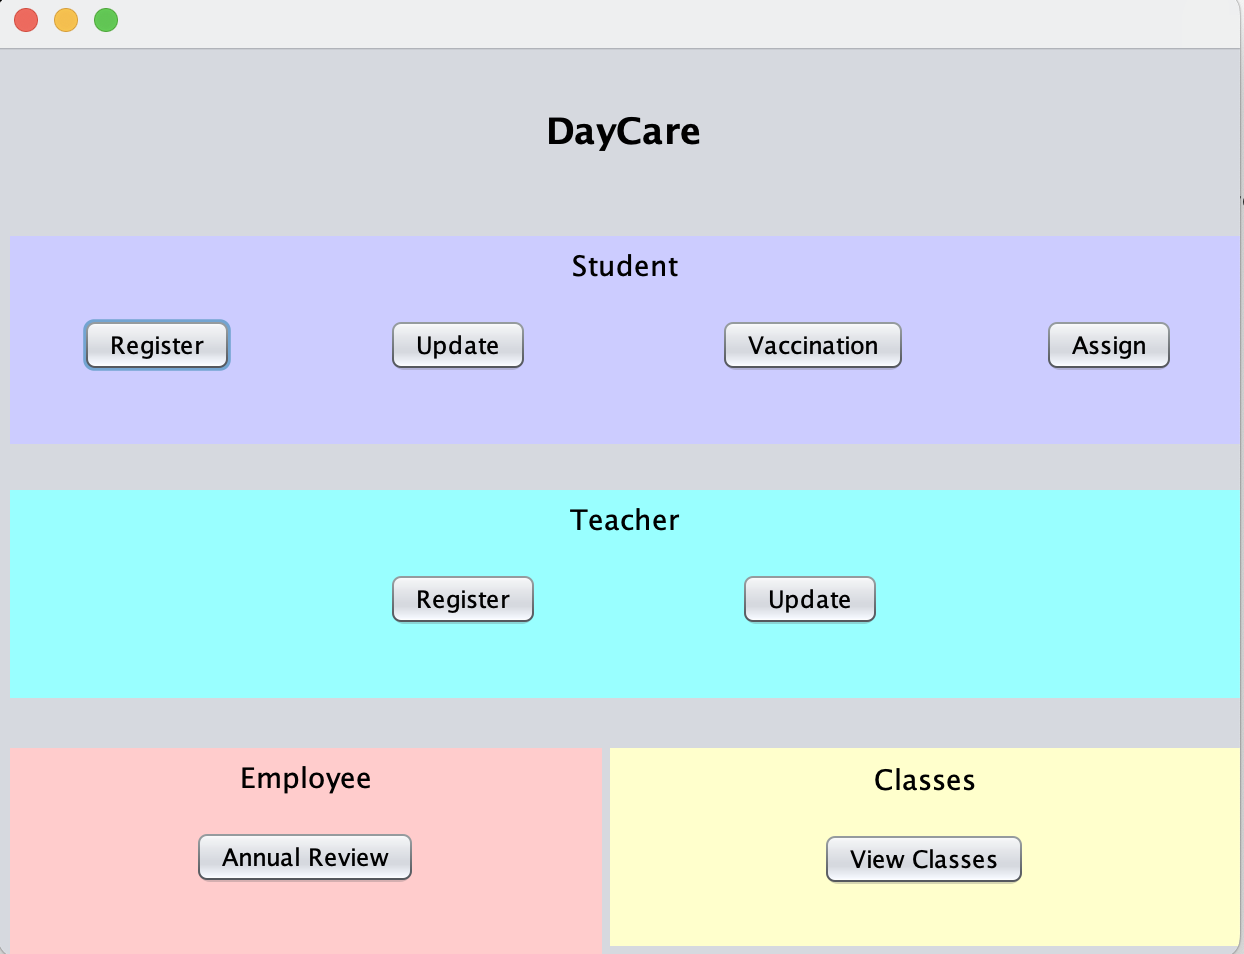 DayCare
Student
Register Update Vaccination Assign
Teacher
Register Update
Employee
Annual Review
Classes
View Classes